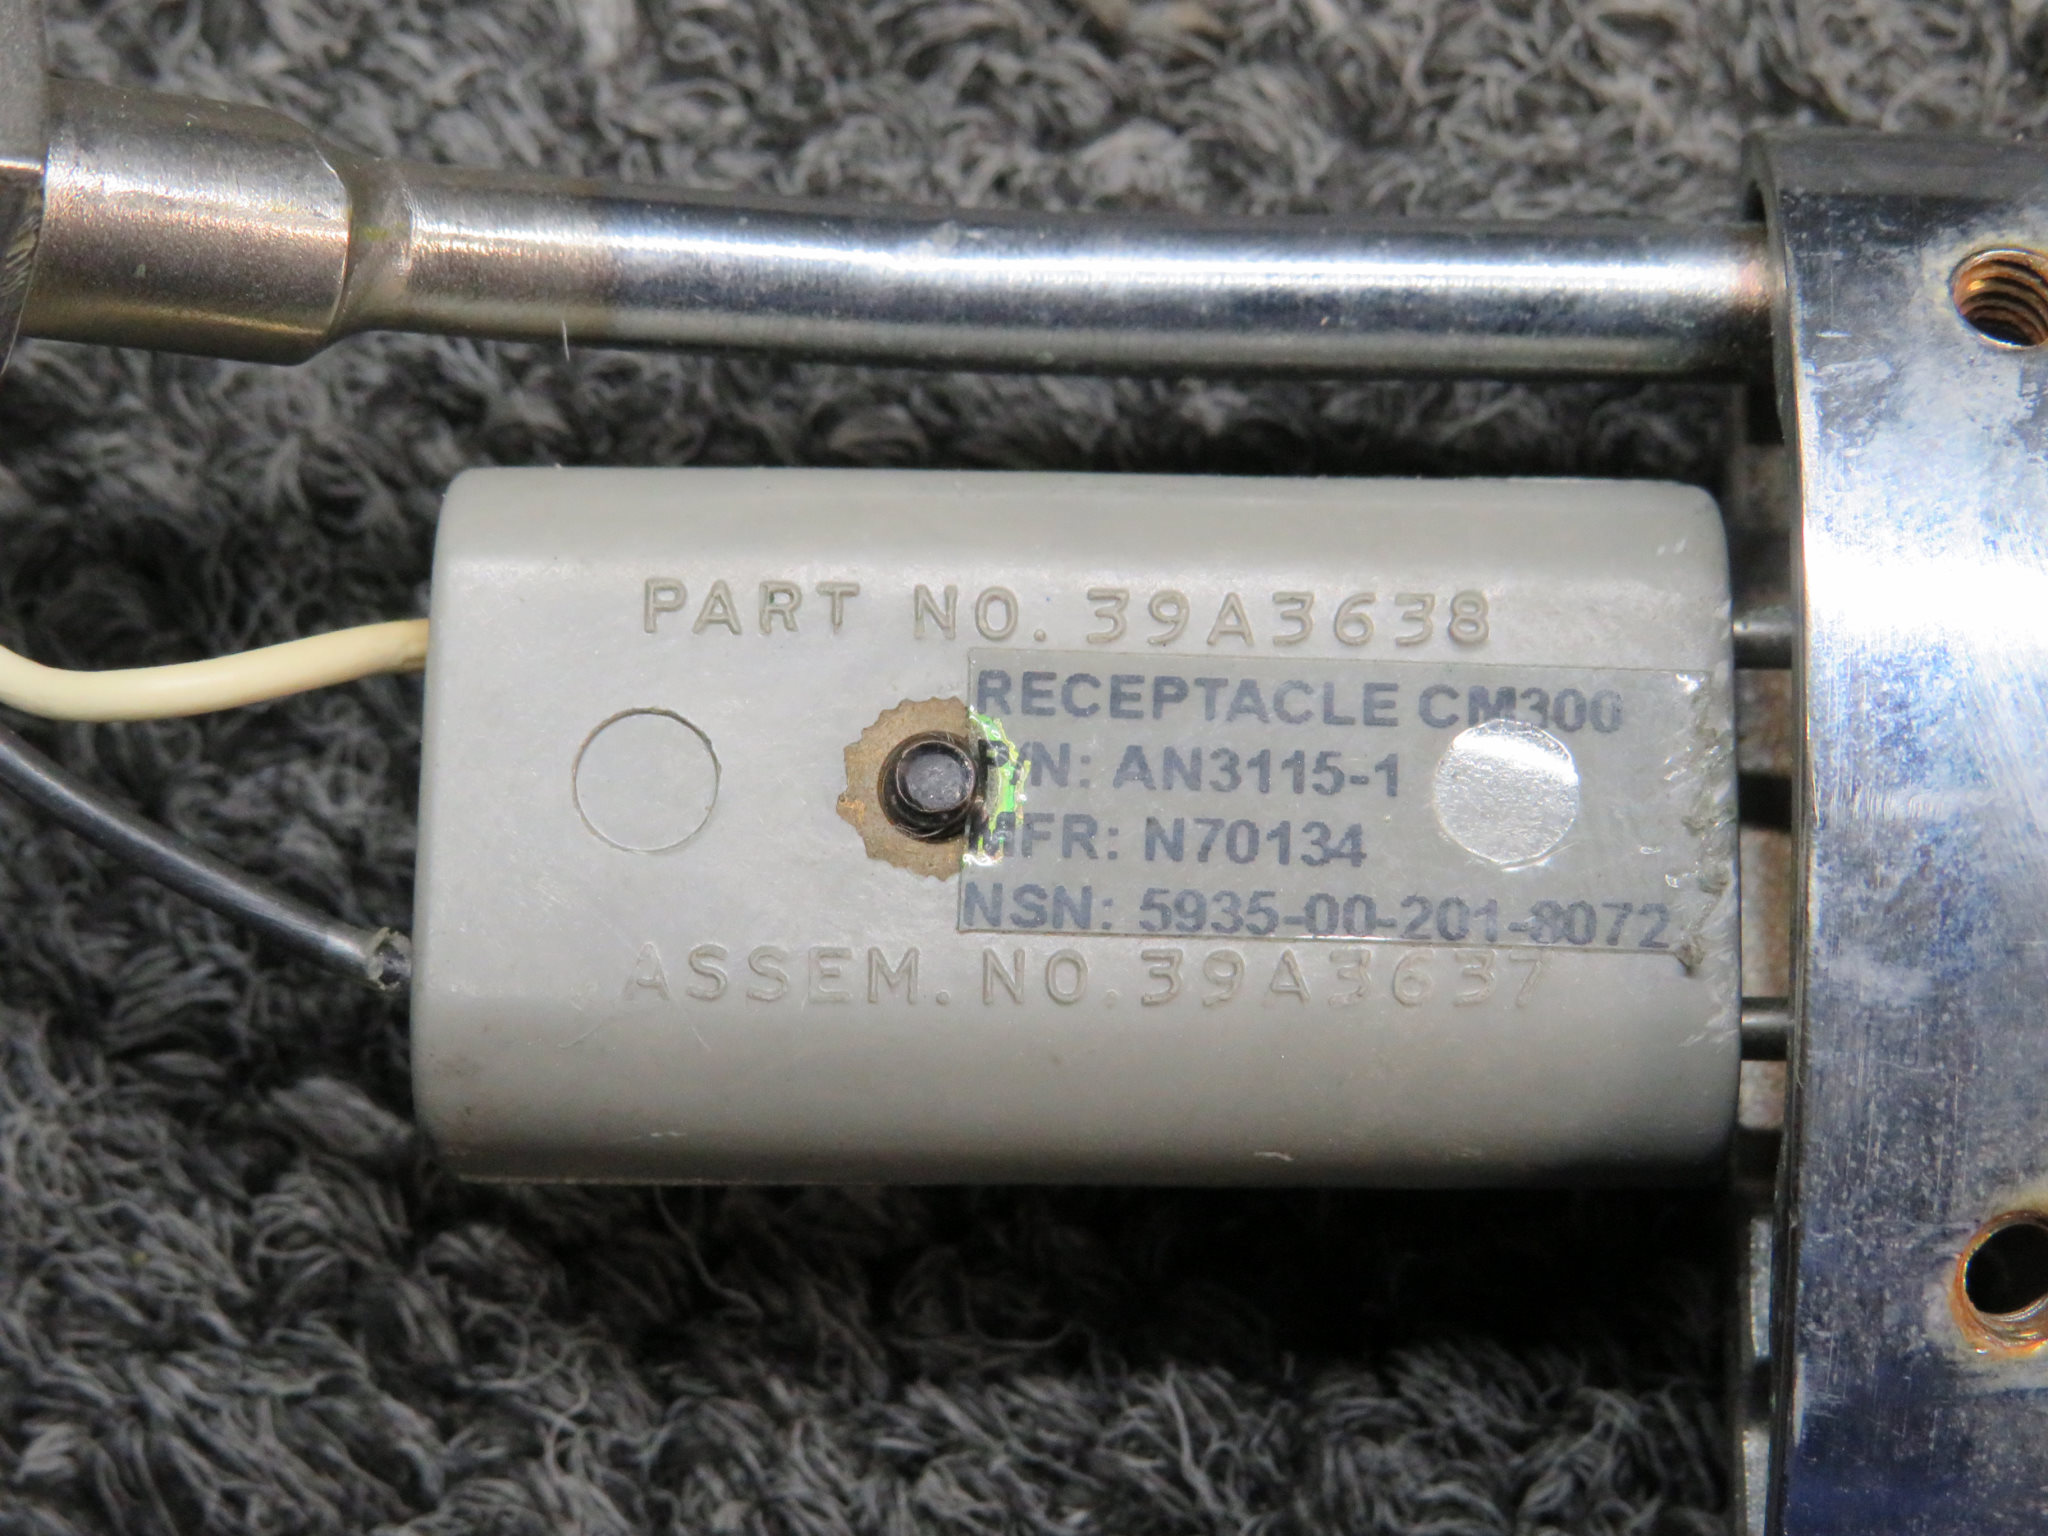 PART NO. 39A3638
RECEPTACLE CM300
P/N: AN3115-1
MFR: N70134
NSN: 5935-00-201-8072
ASSEM. NO. 39A3637